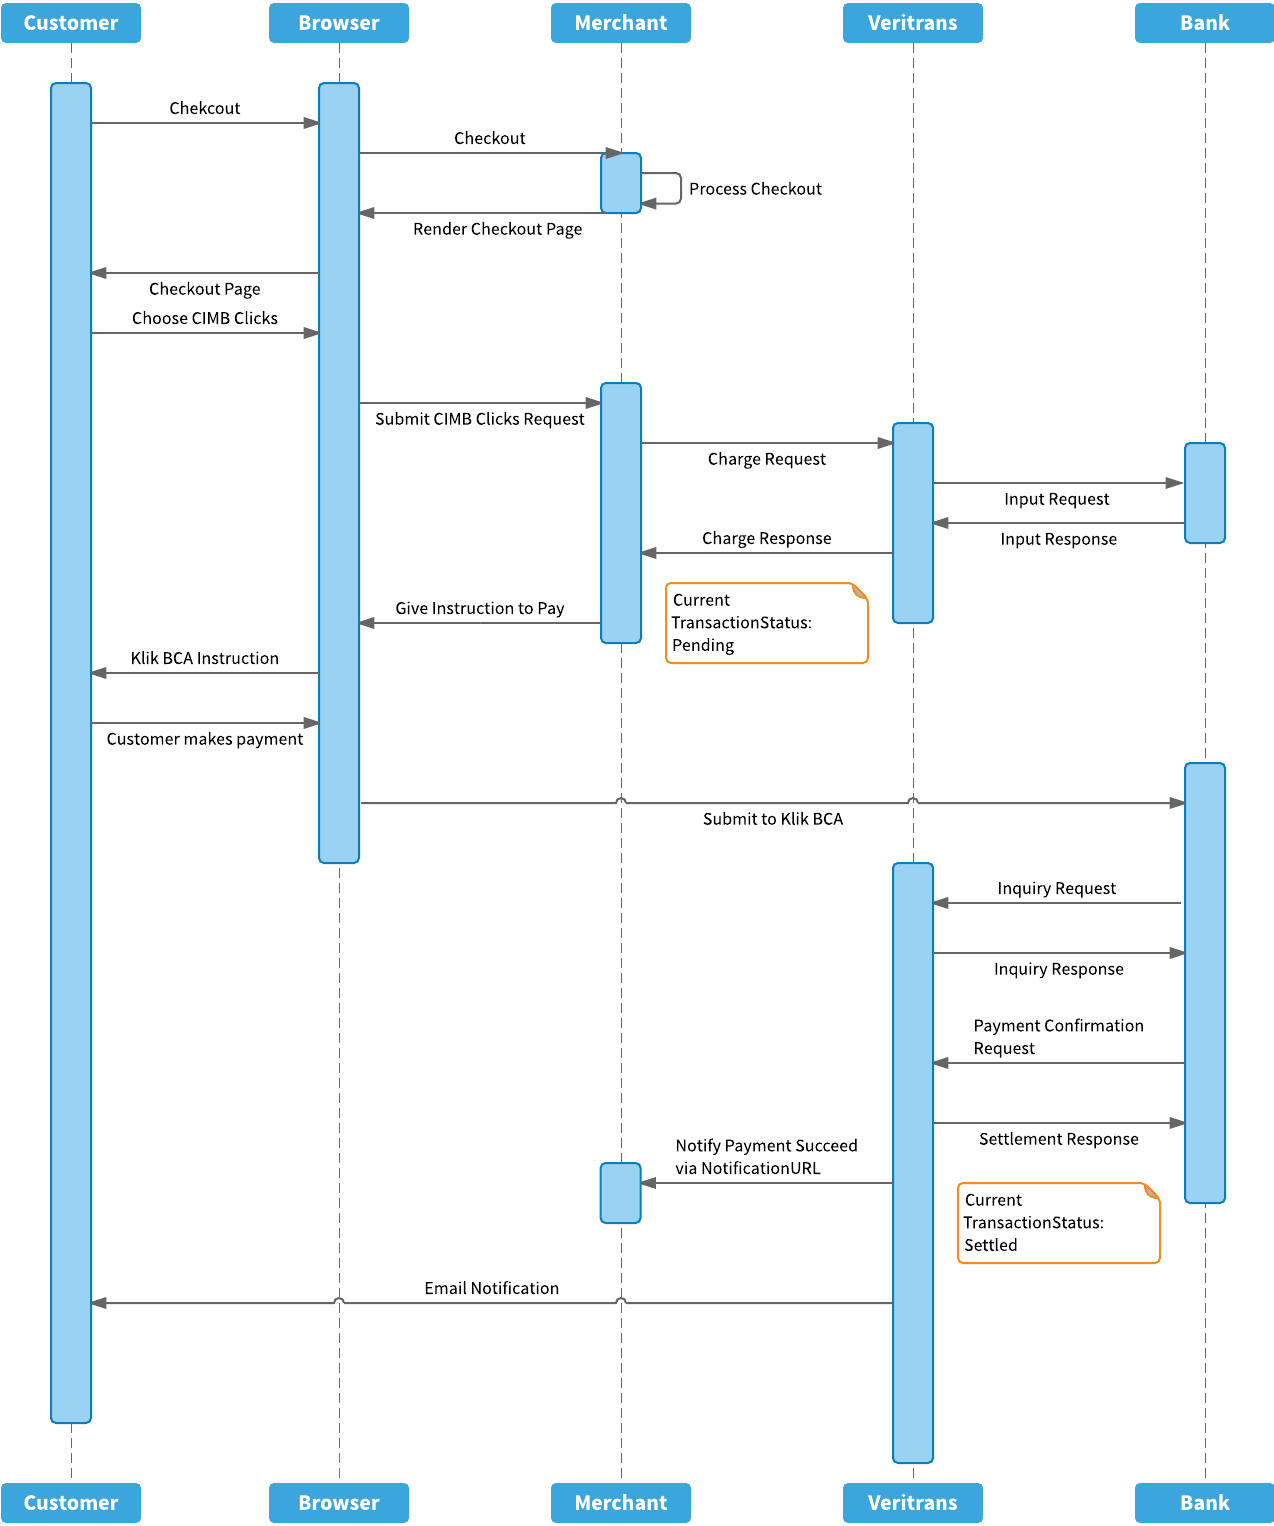 Customer
Browser
Merchant
Veritrans
Bank
Chekcout
Checkout
Process Checkout
Render Checkout Page
Checkout Page
Choose CIMB Clicks
Submit CIMB Clicks Request
Charge Request
Input Request
Charge Response
Input Response
Current
TransactionStatus:
Pending
Give Instruction to Pay
Klik BCA Instruction
Customer makes payment
Submit to Klik BCA
Inquiry Request
Inquiry Response
Payment Confirmation
Request
Settlement Response
Notify Payment Succeed
via NotificationURL
Current
TransactionStatus:
Settled
Email Notification
Customer
Browser
Merchant
Veritrans
Bank